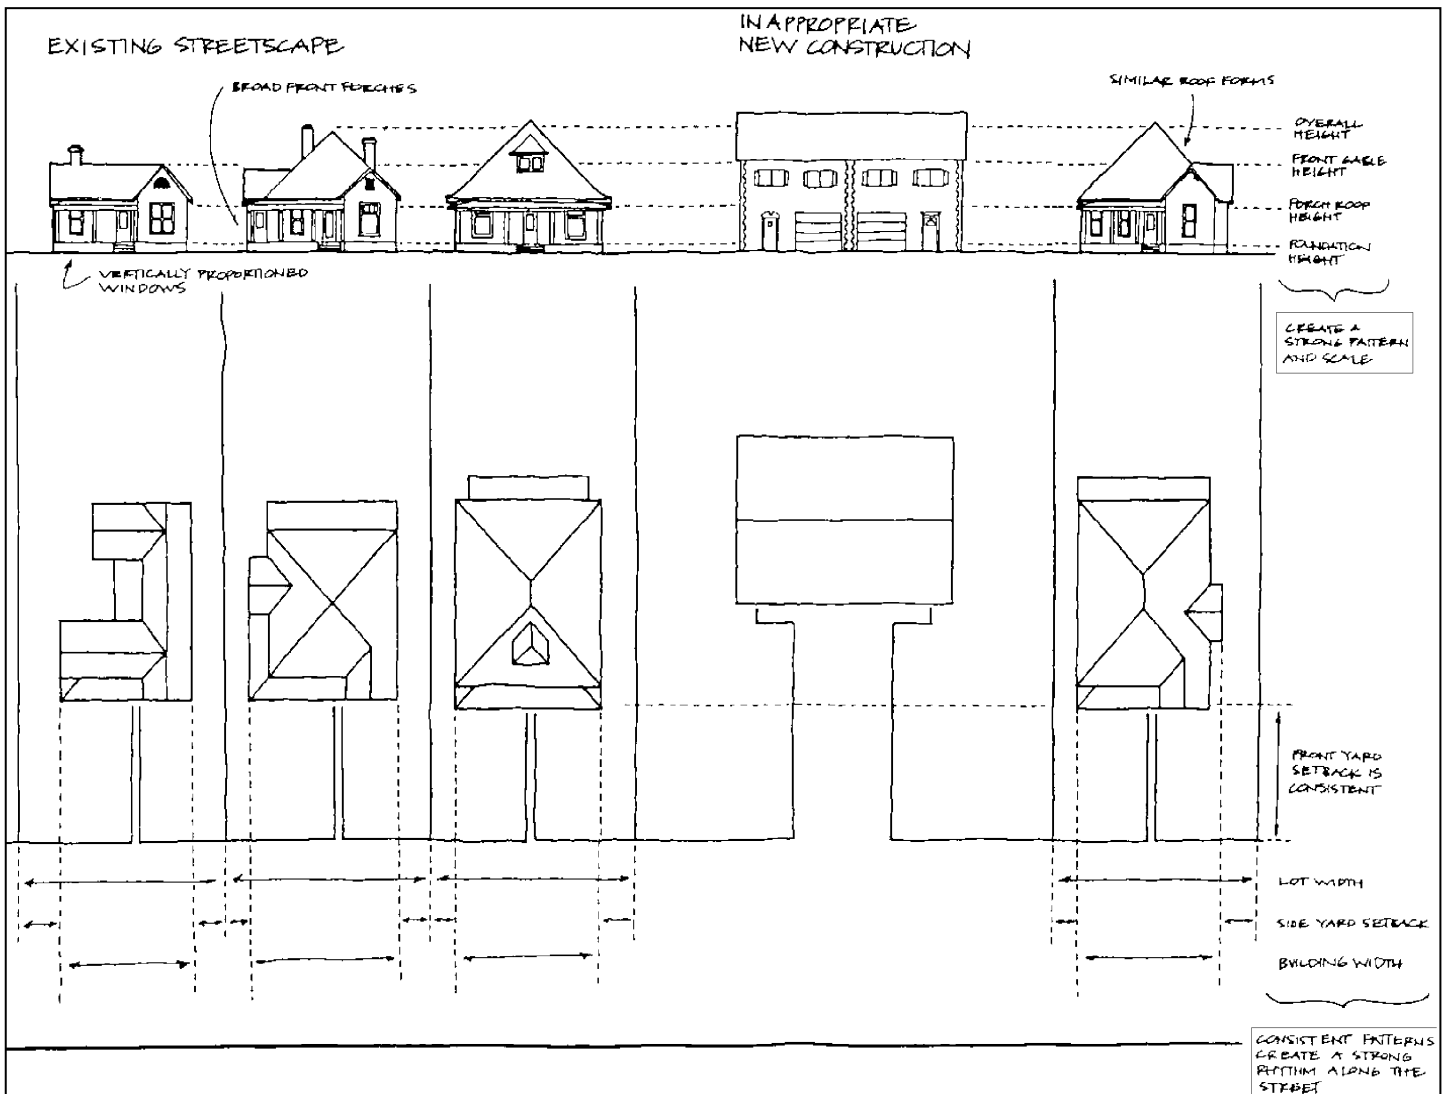 EXISTING STREETSCAPE
INAPPROPRIATE
NEW CONSTRUCTION
BROAD FRONT PORCHES
SIMILAR ROOF FORMS
OVERALL
HEIGHT
FRONT GABLE
HEIGHT
PORCH ROOF
HEIGHT
FOUNDATION
HEIGHT
VERTICALLY PROPORTIONED
WINDOWS
CREATE A
STRONG PATTERN
AND SCALE
FRONT YARD
SETBACK IS
CONSISTENT
LOT WIDTH
SIDE YARD SETBACK
BUILDING WIDTH
CONSISTENT PATTERNS
CREATE A STRONG
RHYTHM ALONG THE
STREET